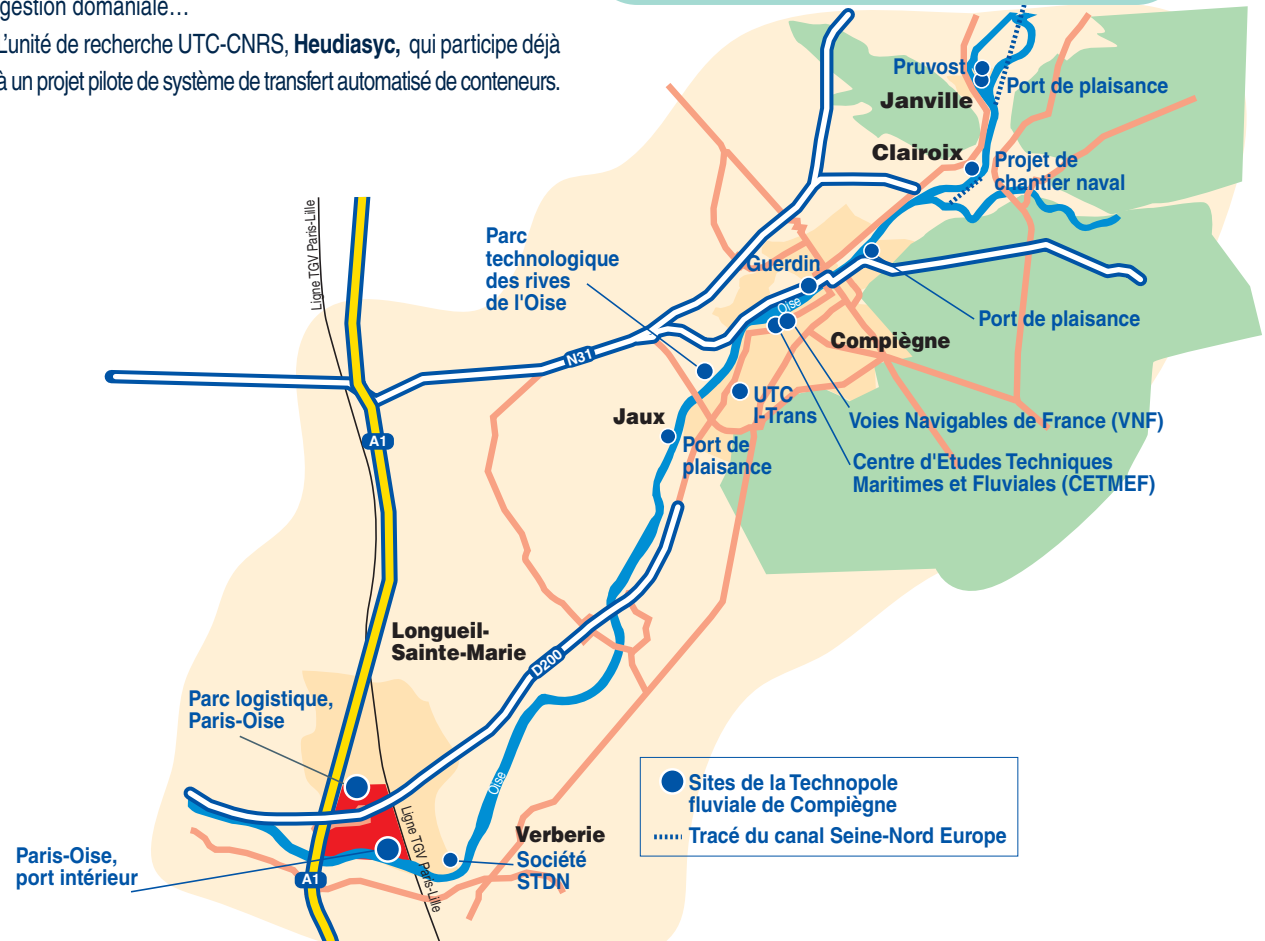 gestion domaniale…
L'unité de recherche UTC-CNRS, Heudiasyc, qui participe déjà
à un projet pilote de système de transfert automatisé de conteneurs.
Pruvost
Port de plaisance
Janville
Clairoix
Projet de
chantier naval
Ligne TGV Paris-Lille
Parc
technologique
des rives
de l'Oise
Guerdin
Oise
Port de plaisance
Compiègne
N31
UTC
I-Trans
Jaux
Voies Navigables de France (VNF)
A1
Port de
plaisance
Centre d'Etudes Techniques
Maritimes et Fluviales (CETMEF)
Longueil-
Sainte-Marie
D200
Parc logistique,
Paris-Oise
Oise
Sites de la Technopole
fluviale de Compiègne
Tracé du canal Seine-Nord Europe
Ligne TGV Paris-Lille
Verberie
Société
STDN
Paris-Oise,
port intérieur
A1